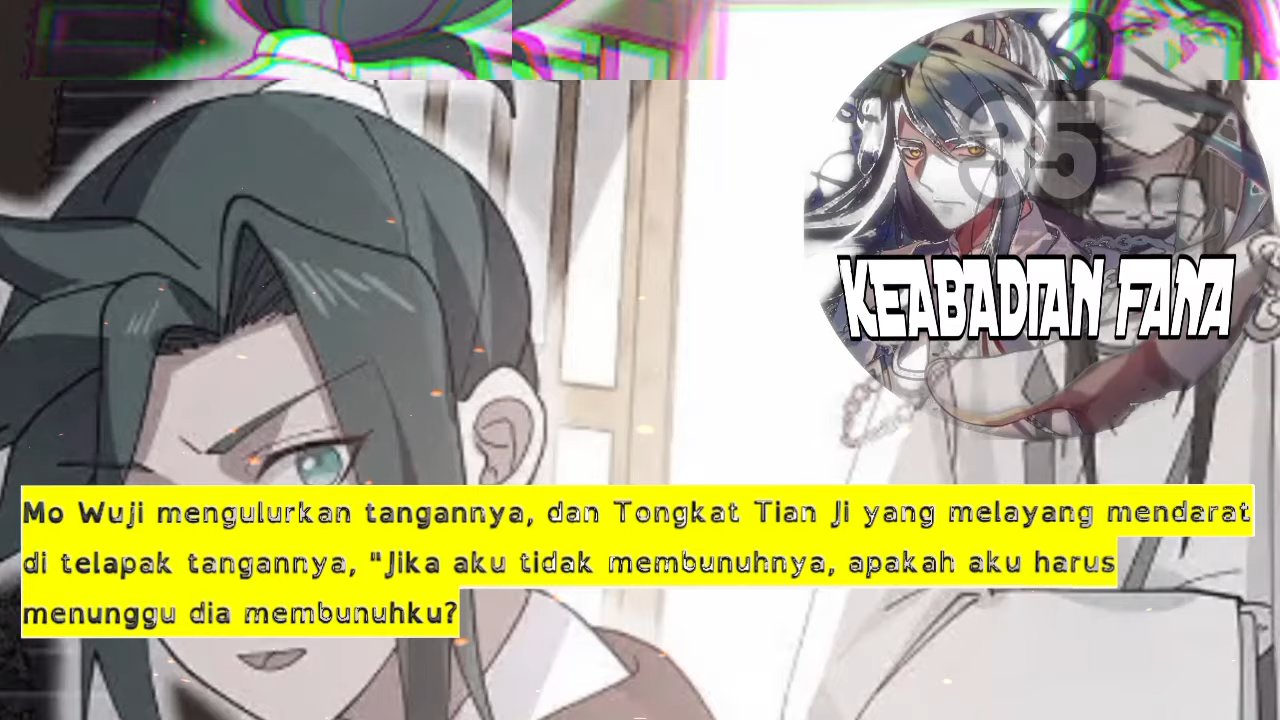 35
KEABADIAN FANA
Mo Wuji mengulurkan tangannya, dan Tongkat Tian Ji yang melayang mendarat
di telapak tangannya, "Jika aku tidak membunuhnya, apakah aku harus
menunggu dia membunuhku?